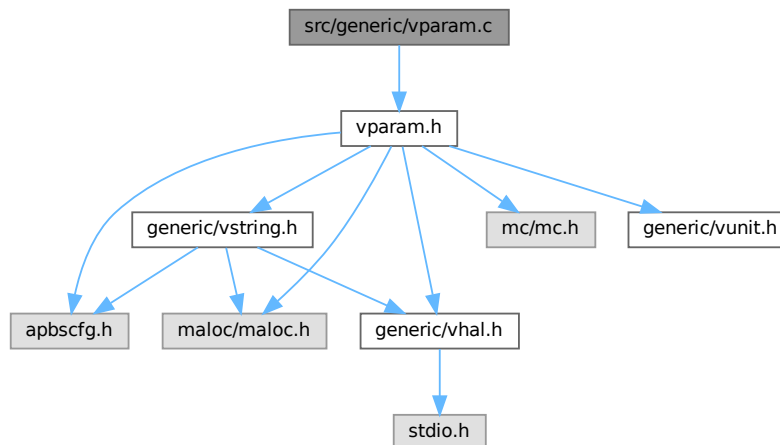 src/generic/vparam.c
vparam.h
generic/vstring.h
mc/mc.h
generic/vunit.h
apbscfg.h
maloc/maloc.h
generic/vhal.h
stdio.h